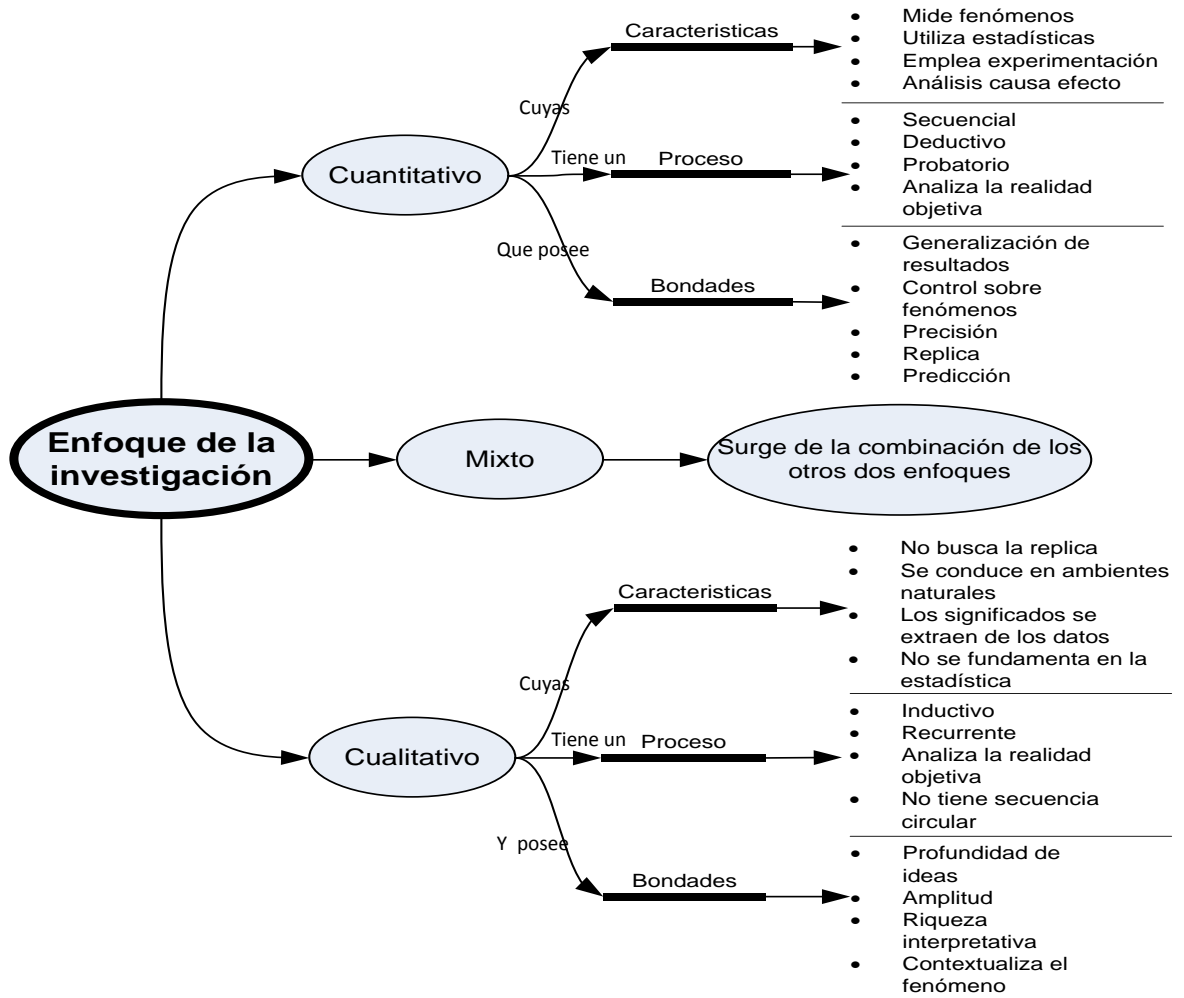 Caracteristicas
• Mide fenómenos
• Utiliza estadísticas
• Emplea experimentación
• Análisis causa efecto
Cuyas
Cuantitativo
Tiene un
Proceso
• Secuencial
• Deductivo
• Probatorio
• Analiza la realidad
objetiva
Que posee
Bondades
• Generalización de
resultados
• Control sobre
fenómenos
• Precisión
• Replica
• Predicción
Enfoque de la
investigación
Mixto
Surge de la combinación de los
otros dos enfoques
Caracteristicas
• No busca la replica
• Se conduce en ambientes
naturales
• Los significados se
extraen de los datos
• No se fundamenta en la
estadística
Cuyas
Cualitativo
Tiene un
Proceso
• Inductivo
• Recurrente
• Analiza la realidad
objetiva
• No tiene secuencia
circular
Y posee
Bondades
• Profundidad de
ideas
• Amplitud
• Riqueza
interpretativa
• Contextualiza el
fenómeno